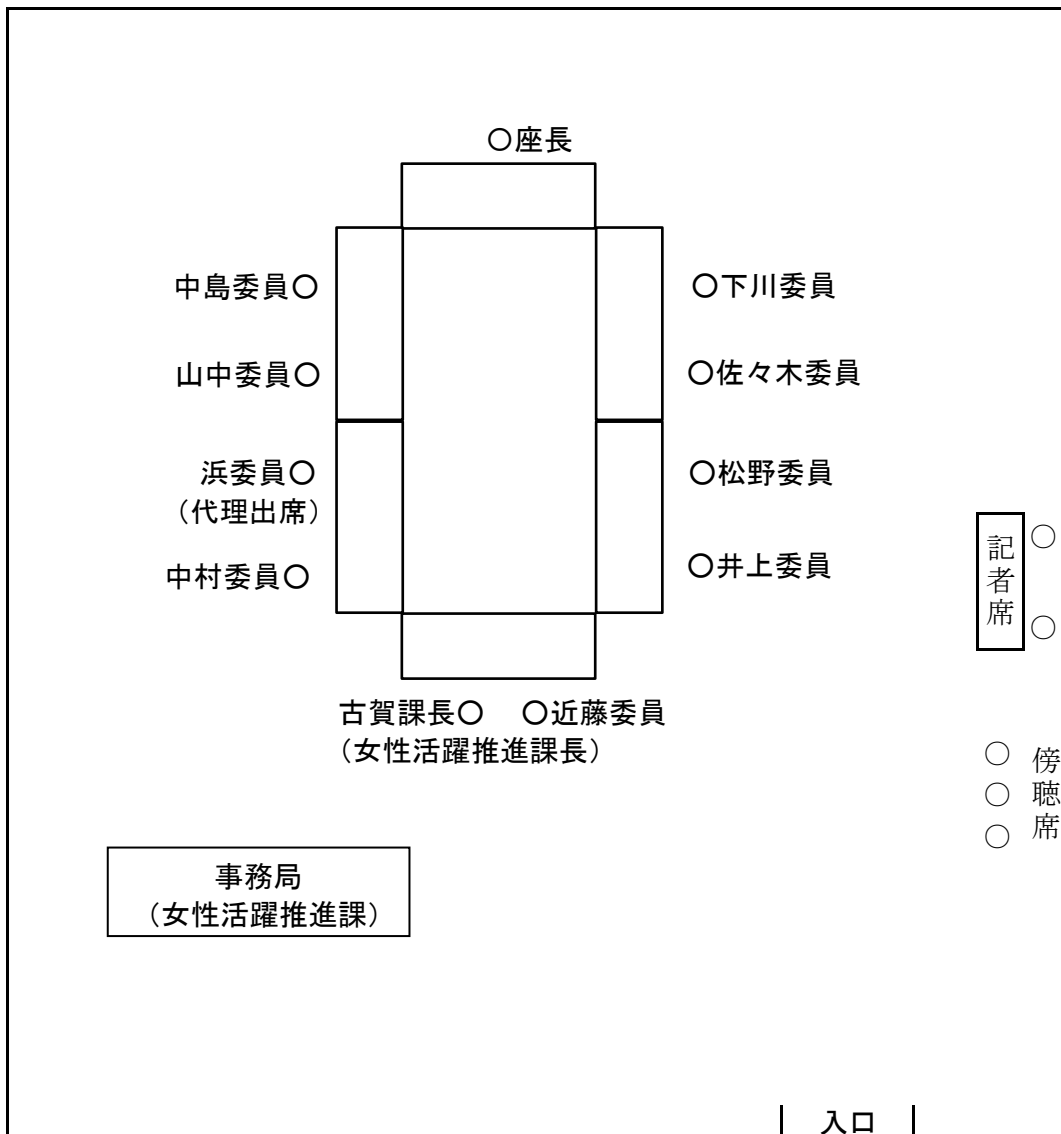 ○座長
中島委員○
○下川委員
山中委員○
○佐々木委員
浜委員○
（代理出席）
○松野委員
中村委員○
○井上委員
記者席
○
○
古賀課長○　○近藤委員
（女性活躍推進課長）
○○○
傍聴席
事務局
（女性活躍推進課）
入口